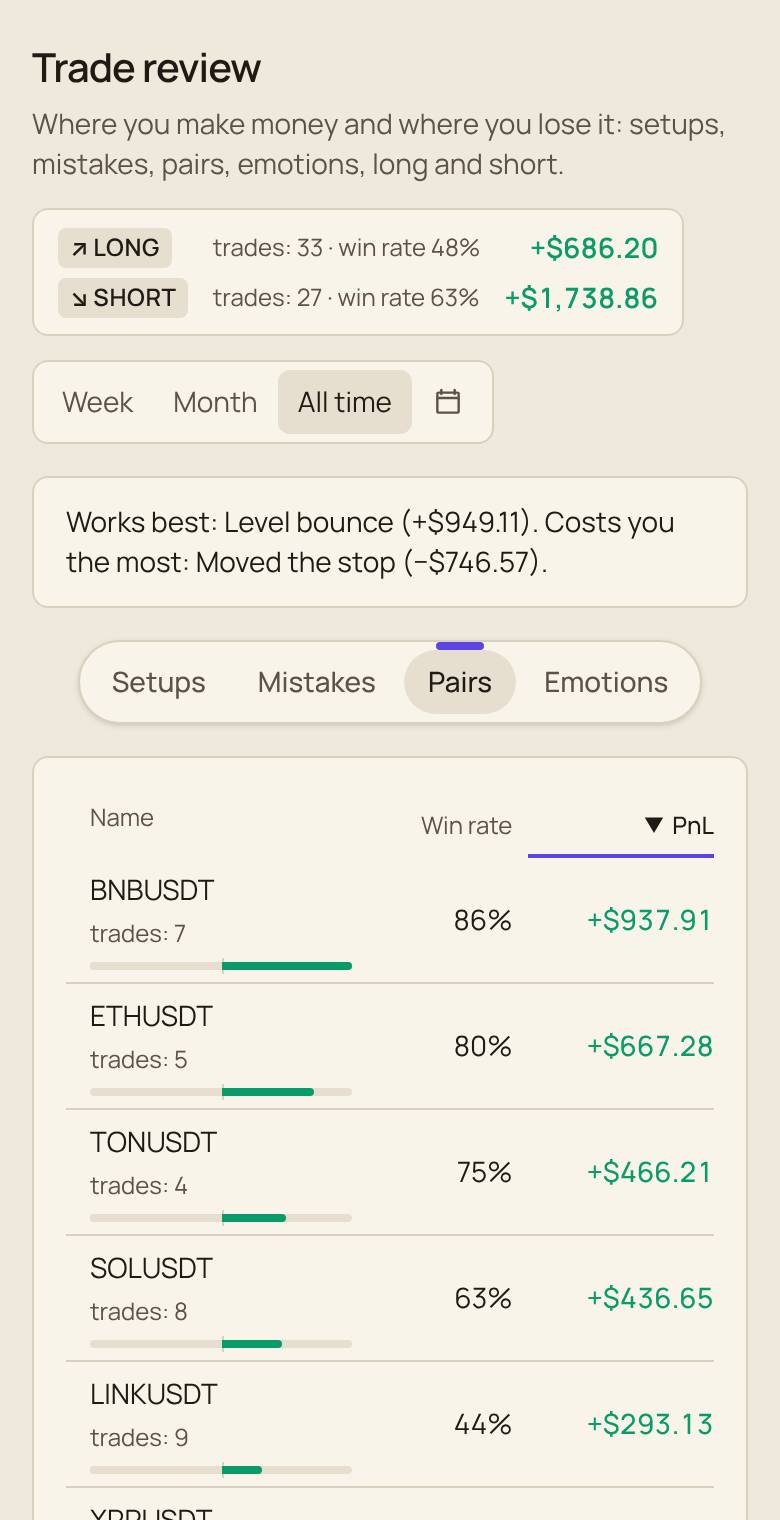 Trade review
Where you make money and where you lose it: setups,
mistakes, pairs, emotions, long and short.
↗ LONG trades: 33 · win rate 48% +$686.20
↘ SHORT trades: 27 · win rate 63% +$1,738.86
Week Month All time
Works best: Level bounce (+$949.11). Costs you
the most: Moved the stop (−$746.57).
Setups Mistakes Pairs Emotions
Name Win rate ▼ PnL
BNBUSDT
trades: 7 86% +$937.91
ETHUSDT
trades: 5 80% +$667.28
TONUSDT
trades: 4 75% +$466.21
SOLUSDT
trades: 8 63% +$436.65
LINKUSDT
trades: 9 44% +$293.13